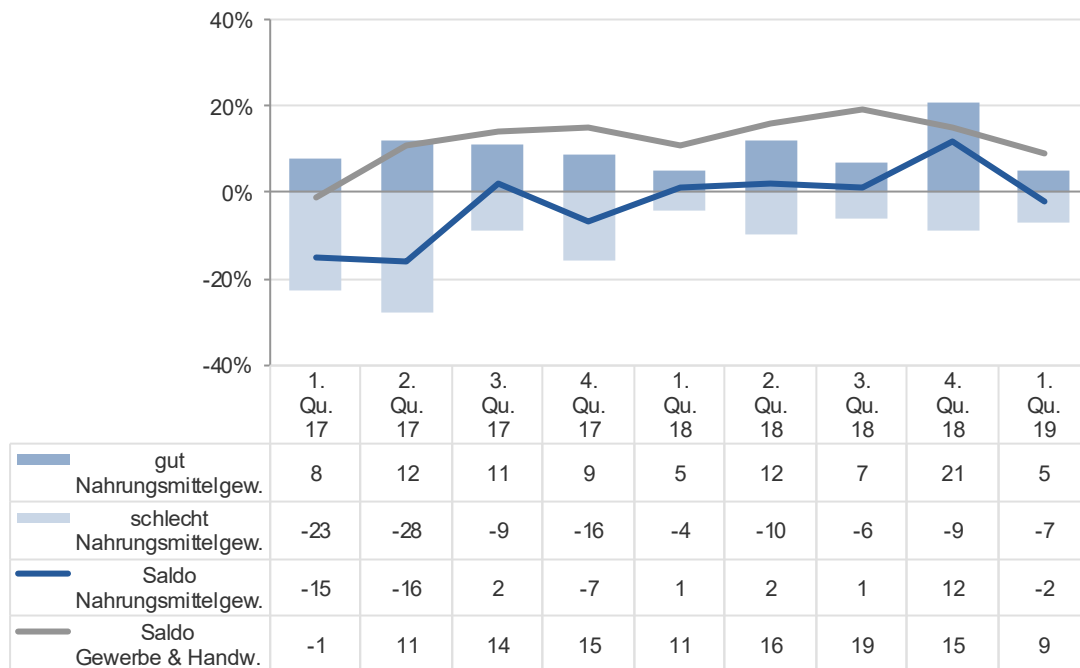 40%
20%
0%
-20%
-40%
1. Qu. 17 2. Qu. 17 3. Qu. 17 4. Qu. 17 1. Qu. 18 2. Qu. 18 3. Qu. 18 4. Qu. 18 1. Qu. 19
gut
Nahrungsmittelgew. 8 12 11 9 5 12 7 21 5
schlecht
Nahrungsmittelgew. -23 -28 -9 -16 -4 -10 -6 -9 -7
Saldo
Nahrungsmittelgew. -15 -16 2 -7 1 2 1 12 -2
Saldo
Gewerbe & Handw. -1 11 14 15 11 16 19 15 9